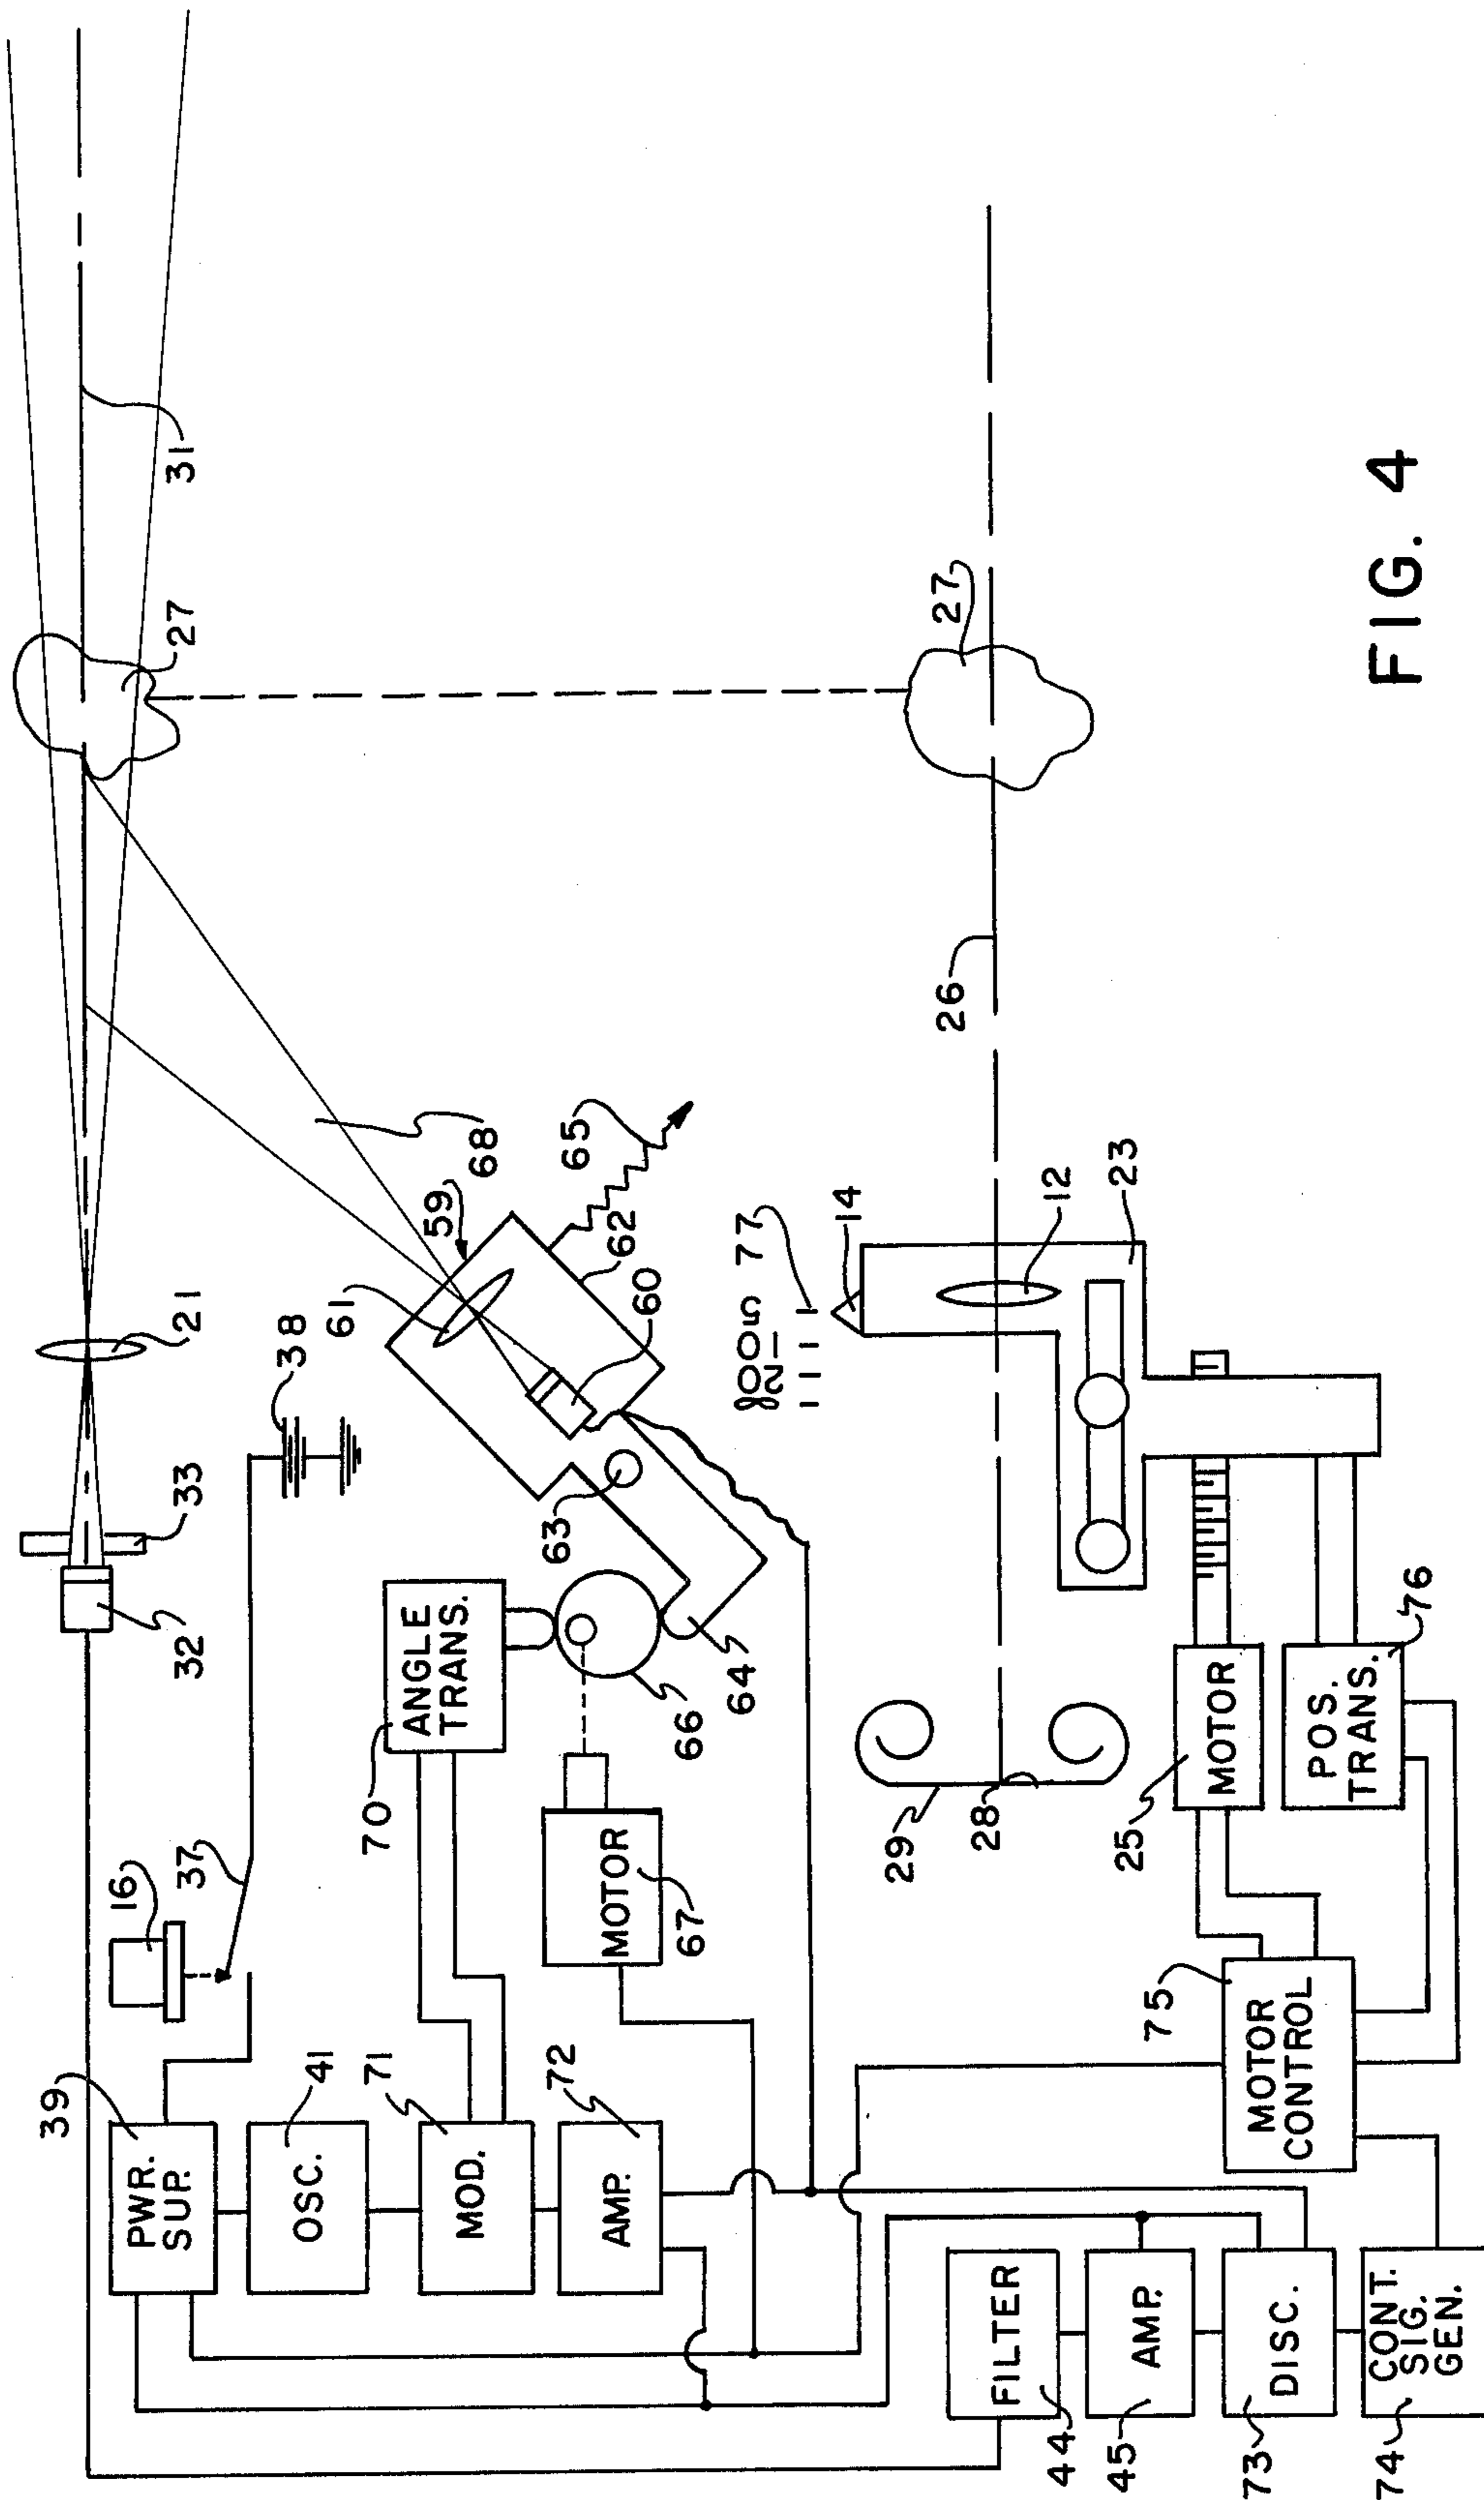 39
16
37
33
21
27
31
32
38
PWR.
SUP.
41
OSC.
71
MOD.
72
AMP.
70
ANGLE
TRANS.
MOTOR
67
66
64
63
61
59
68
62
60
65
∞ 20 10 5 77
14
12
23
26
27
29
28
25
MOTOR
POS.
TRANS.
76
75
MOTOR
CONTROL
FILTER
44
AMP.
45
DISC.
73
CONT.
SIG.
GEN.
74
FIG. 4